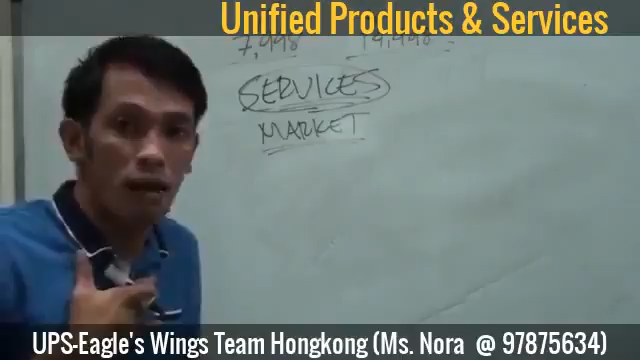 Unified Products & Services
7,998 19,998
SERVICES
MARKET
UPS-Eagle's Wings Team Hongkong (Ms. Nora @ 97875634)